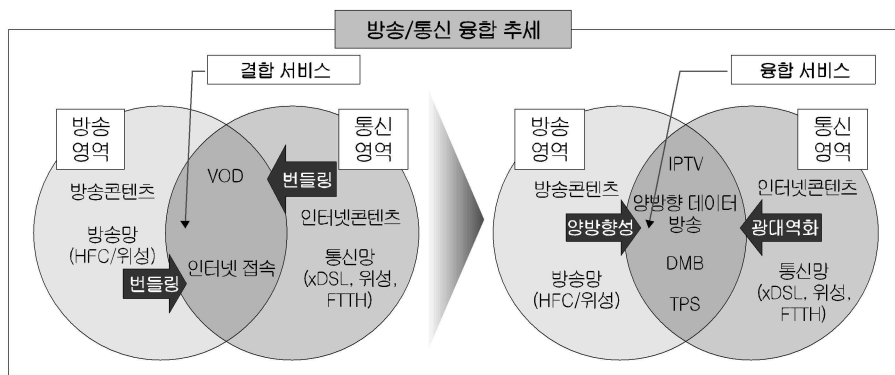 방송/통신 융합 추세
결합 서비스
방송
영역
통신
영역
VOD
번들링
방송콘텐츠
인터넷콘텐츠
방송망
(HFC/위성)
번들링
인터넷 접속
통신망
(xDSL, 위성,
FTTH)
융합 서비스
방송
영역
통신
영역
IPTV
방송콘텐츠
인터넷콘텐츠
양방향 데이터
방송
양방향성
광대역화
방송망
(HFC/위성)
DMB
TPS
통신망
(xDSL, 위성,
FTTH)